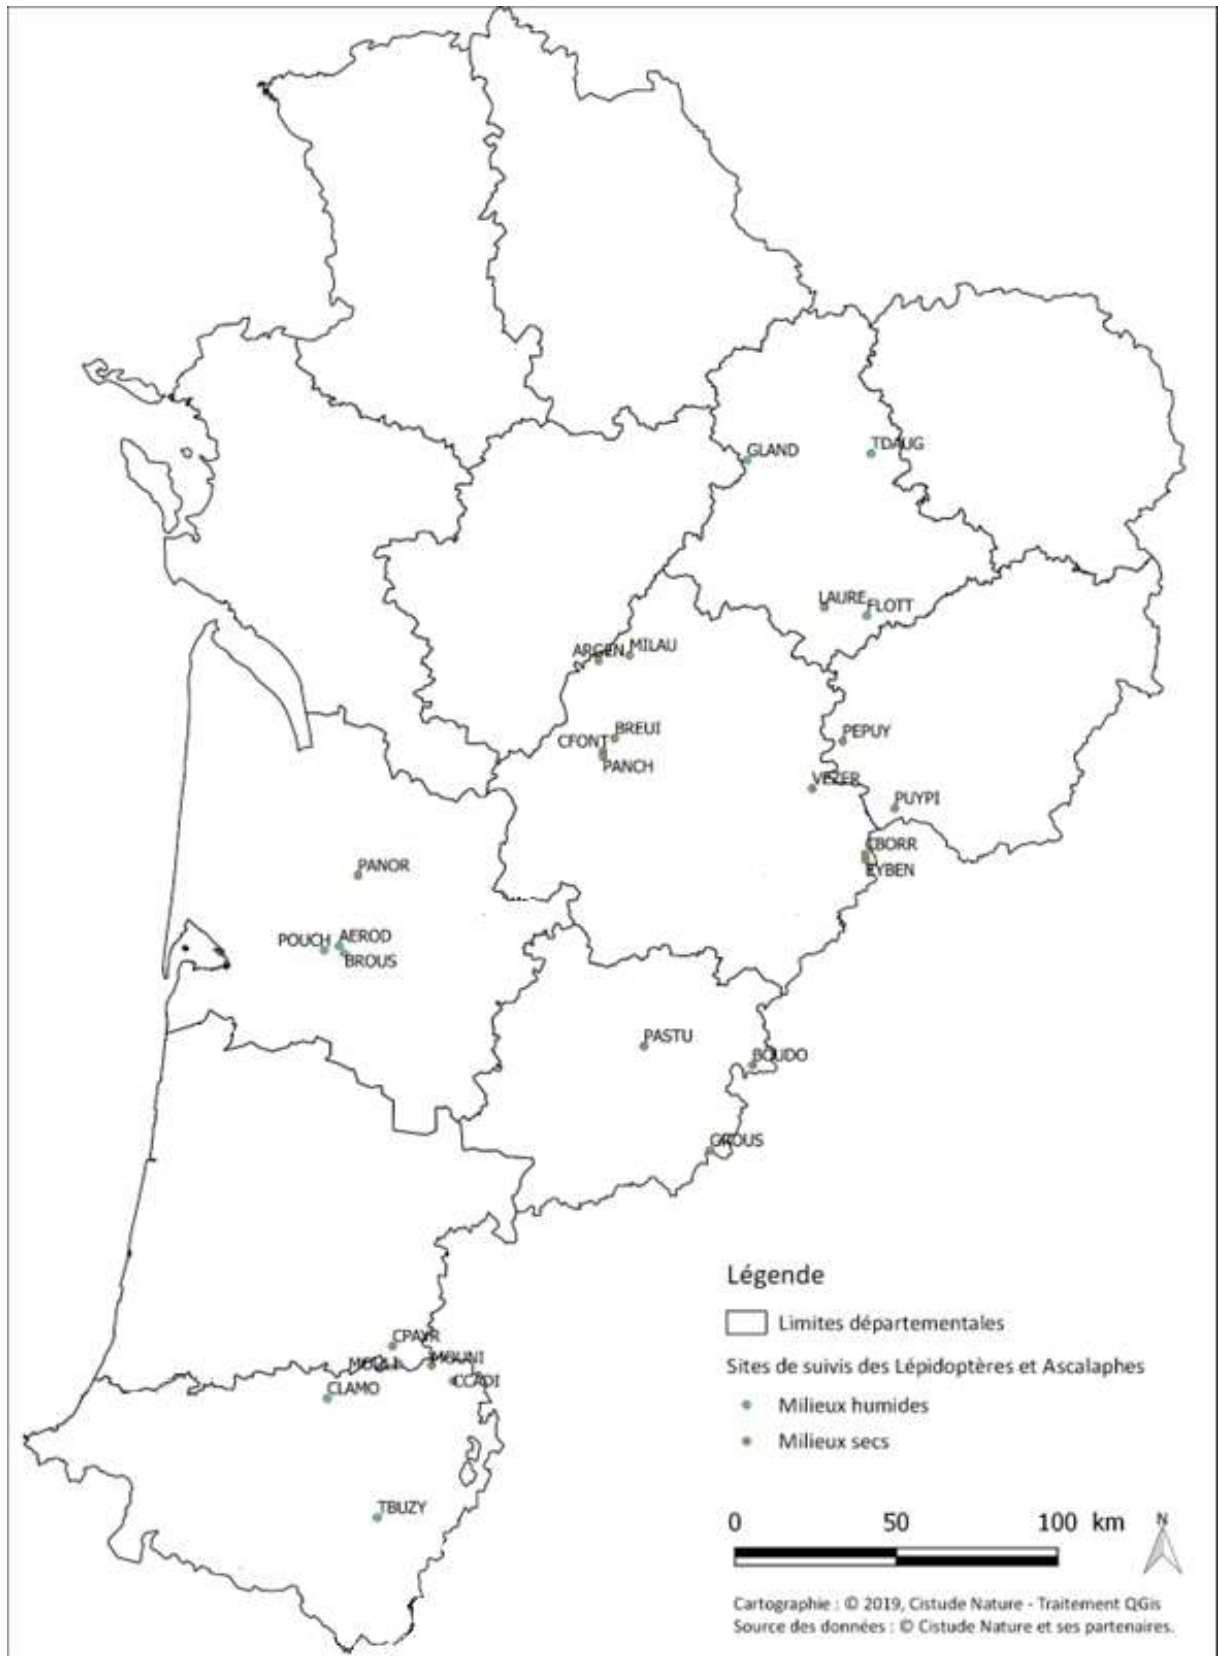 GLAND
TDAUG
LAURE
FLOTT
ARGEN
MILAU
BREUI
CFONT
PANCH
PEPUY
VEZER
PUYPI
CBORR
EYBEN
PANOR
POUCH
AEROD
BROUS
PASTU
BOUDO
GROUS
CPAYR
MOULI
MOUNI
CCADI
CLAMO
TBUZY
Légende
Limites départementales
Sites de suivis des Lépidoptères et Ascalaphes
Milieux humides
Milieux secs
0 50 100 km
N
Cartographie : © 2019, Cistude Nature - Traitement QGis
Source des données : © Cistude Nature et ses partenaires.